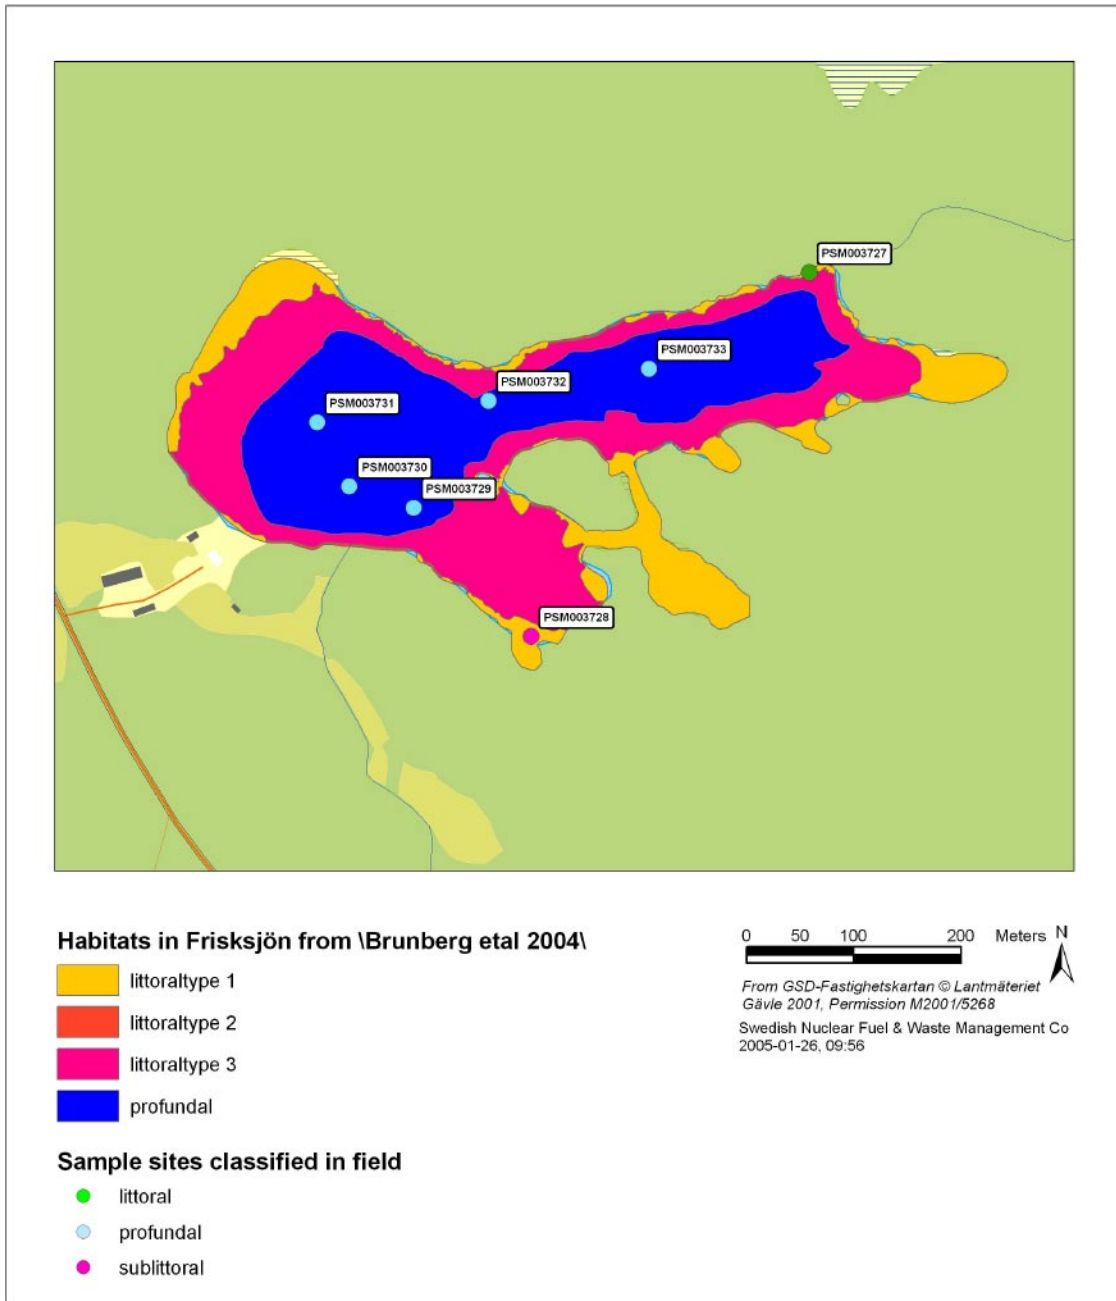 PSM003727
PSM003733
PSM003732
PSM003731
PSM003730
PSM003729
PSM003728
Habitats in Frisksjön from \Brunberg etal 2004\
littoraltype 1
littoraltype 2
littoraltype 3
profundal
Sample sites classified in field
littoral
profundal
sublittoral
0 50 100 200 Meters N
From GSD-Fastighetskartan © Lantmäteriet
Gävle 2001, Permission M2001/5268
Swedish Nuclear Fuel & Waste Management Co
2005-01-26, 09:56